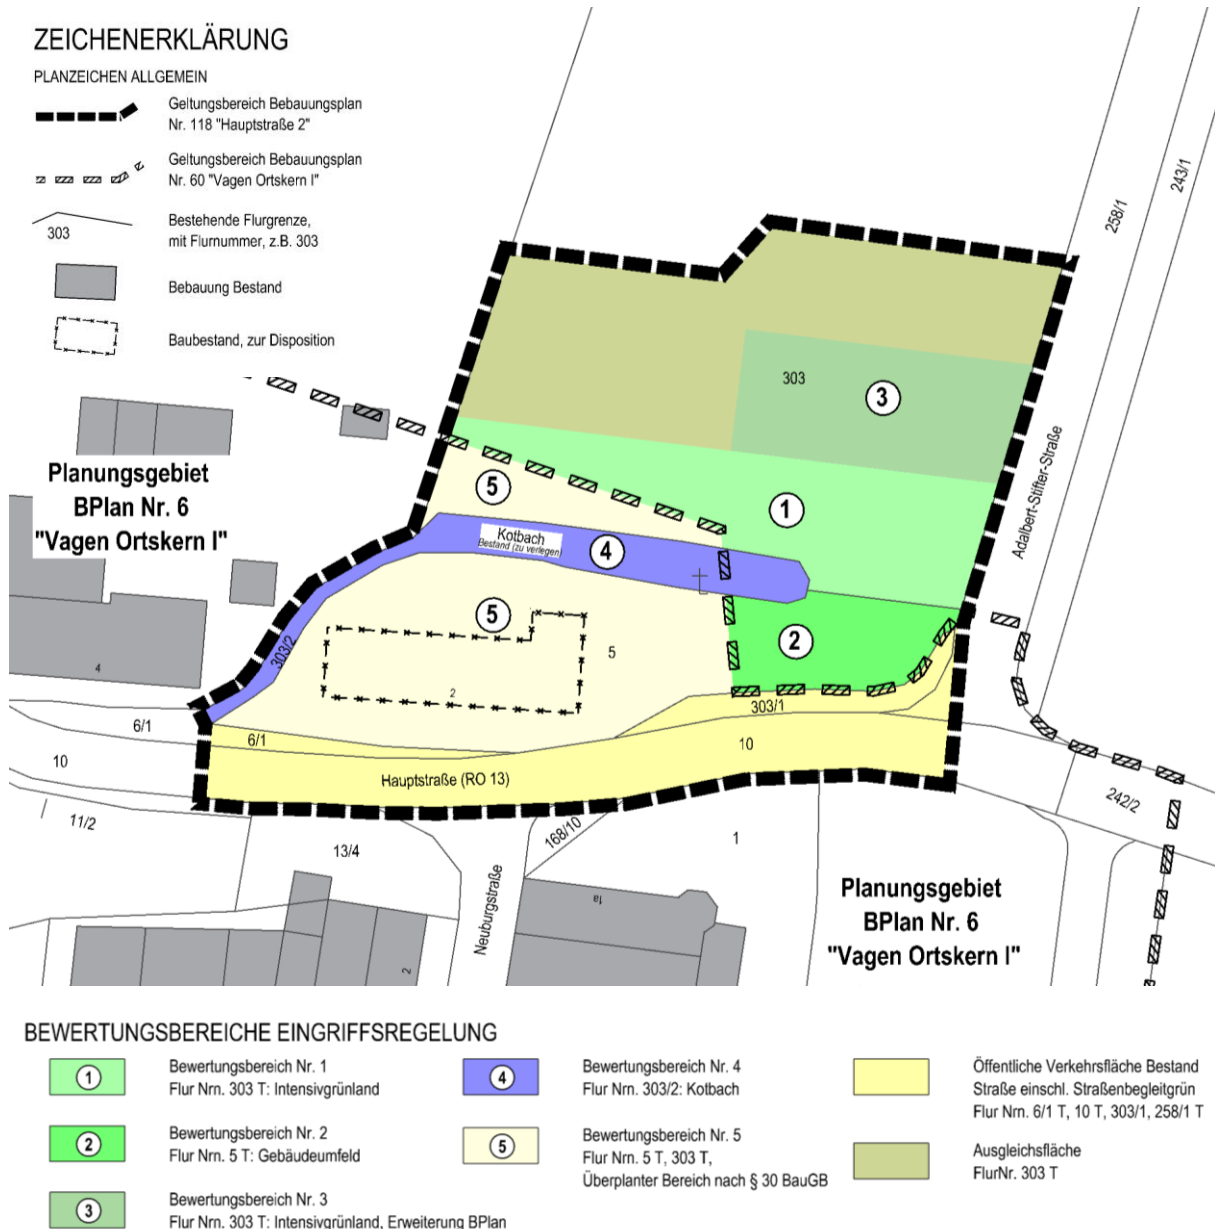 ZEICHENERKLÄRUNG
PLANZEICHEN ALLGEMEIN
Geltungsbereich Bebauungsplan
Nr. 118 "Hauptstraße 2"
Geltungsbereich Bebauungsplan
Nr. 60 "Vagen Ortskern I"
Bestehende Flurgrenze,
mit Flurnummer, z.B. 303
303
Bebauung Bestand
Baubestand, zur Disposition
258/1
243/1
303
3
Adalbert-Stifter-Straße
Planungsgebiet
BPlan Nr. 6
"Vagen Ortskern I"
5
1
Kotbach
Bestand (zu verlegen)
4
5
2
5
303/2
4
2
303/1
6/1
6/1
10
10
Hauptstraße (RO 13)
11/2
13/4
168/10
1
242/2
Neuburgstraße
1a
2
Planungsgebiet
BPlan Nr. 6
"Vagen Ortskern I"
BEWERTUNGSBEREICHE EINGRIFFSREGELUNG
1
Bewertungsbereich Nr. 1
Flur Nrn. 303 T: Intensivgrünland
2
Bewertungsbereich Nr. 2
Flur Nrn. 5 T: Gebäudeumfeld
3
Bewertungsbereich Nr. 3
Flur Nrn. 303 T: Intensivgrünland, Erweiterung BPlan
4
Bewertungsbereich Nr. 4
Flur Nrn. 303/2: Kotbach
5
Bewertungsbereich Nr. 5
Flur Nrn. 5 T, 303 T,
Überplanter Bereich nach § 30 BauGB
Öffentliche Verkehrsfläche Bestand
Straße einschl. Straßenbegleitgrün
Flur Nrn. 6/1 T, 10 T, 303/1, 258/1 T
Ausgleichsfläche
FlurNr. 303 T